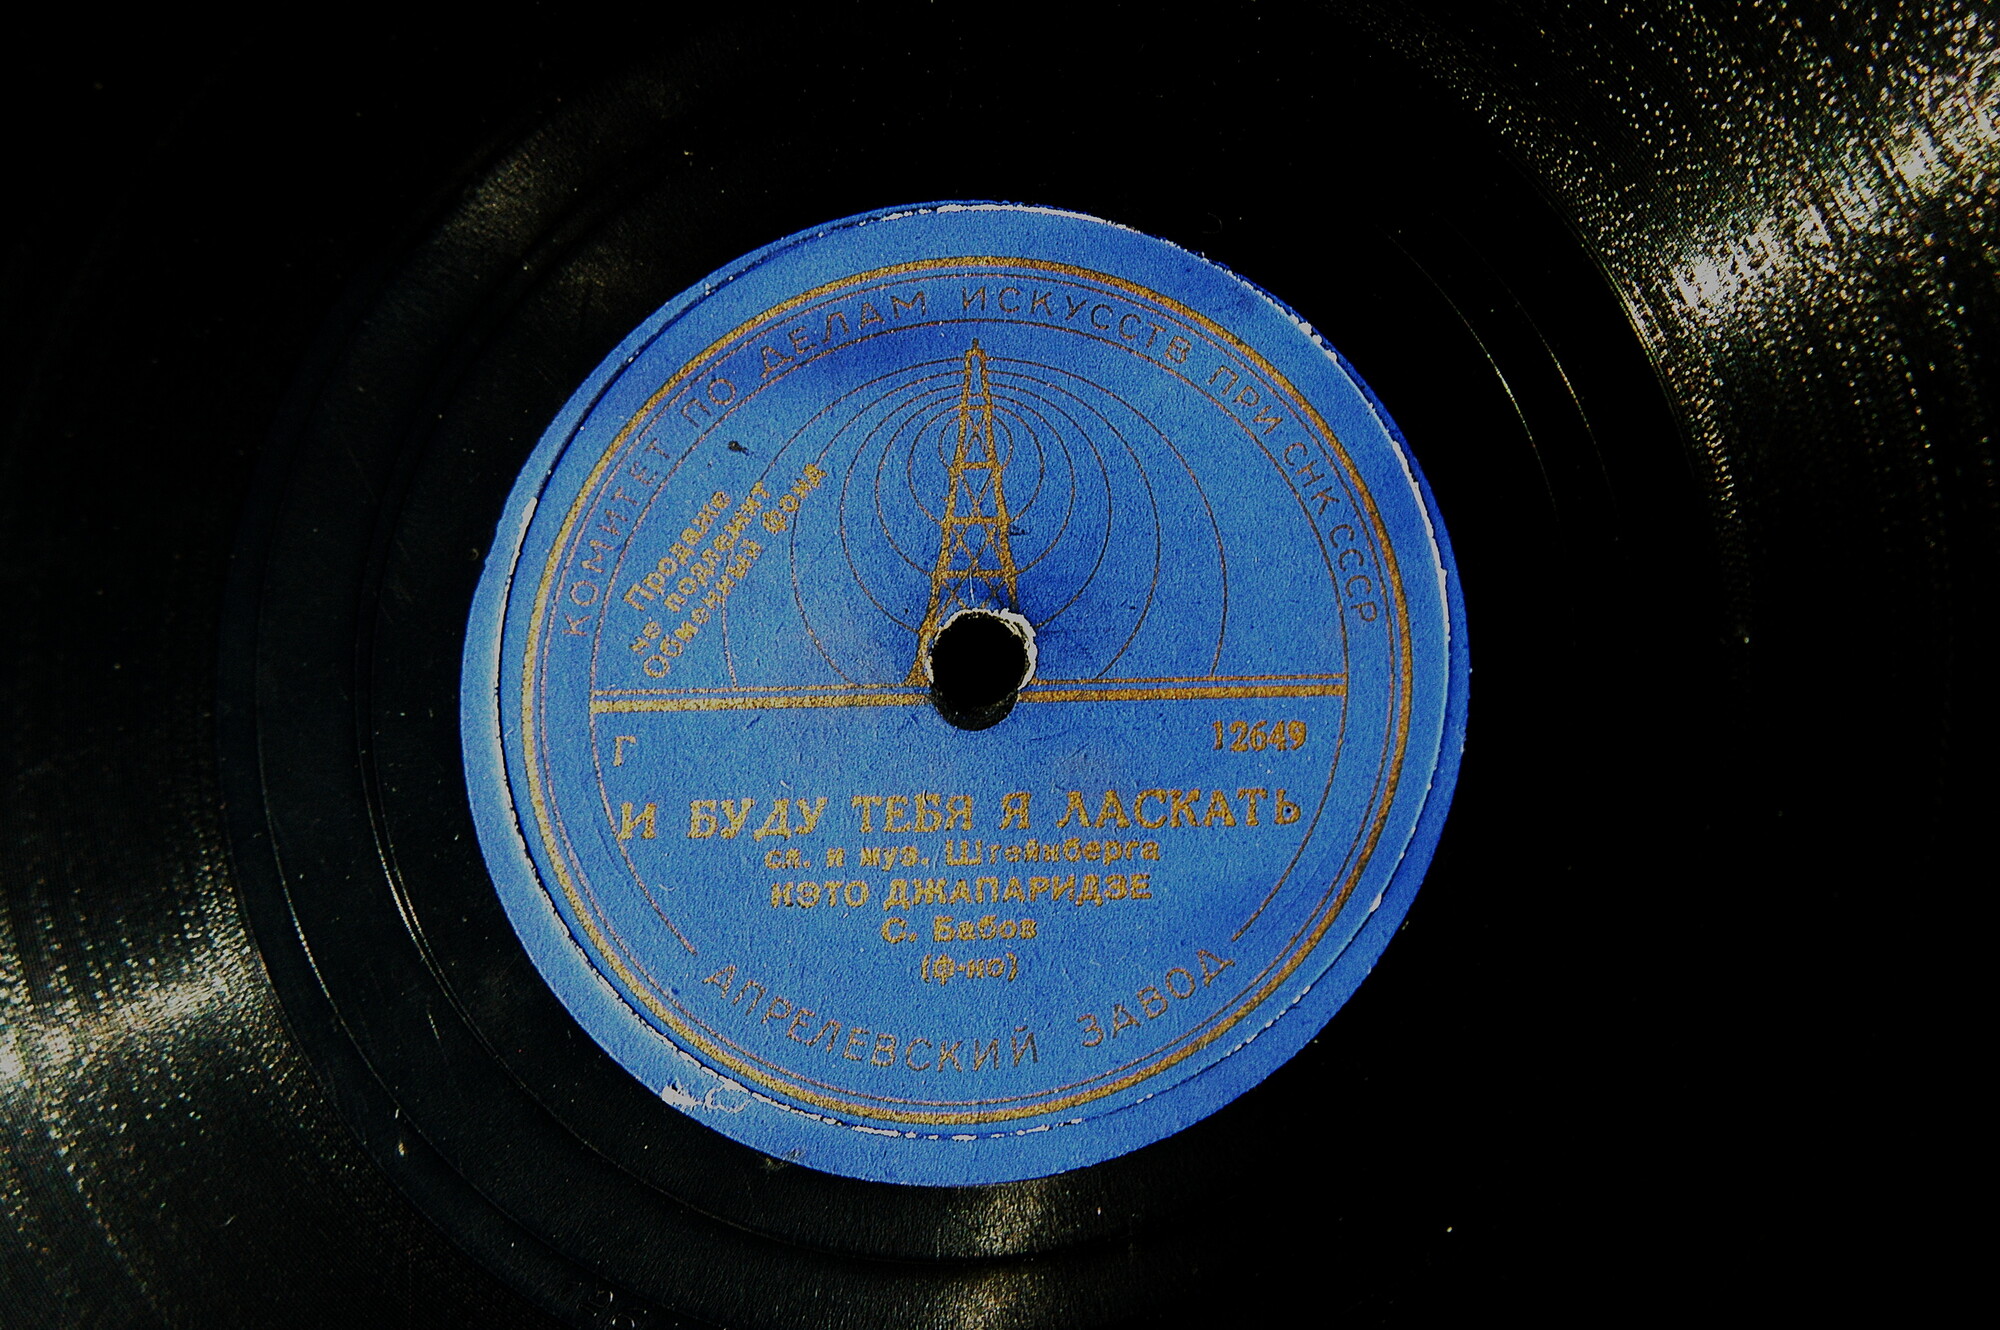 КОМИТЕТ ПО ДЕЛАМ ИСКУССТВ ПРИ СНК СССР
Продаже
не подлежит
Обменный Фонд
Г 12649
И БУДУ ТЕБЯ Я ЛАСКАТЬ
сл. и муз. Штейнберга
КЭТО ДЖАПАРИДЗЕ
С. Бабов
(ф-но)
АПРЕЛЕВСКИЙ ЗАВОД